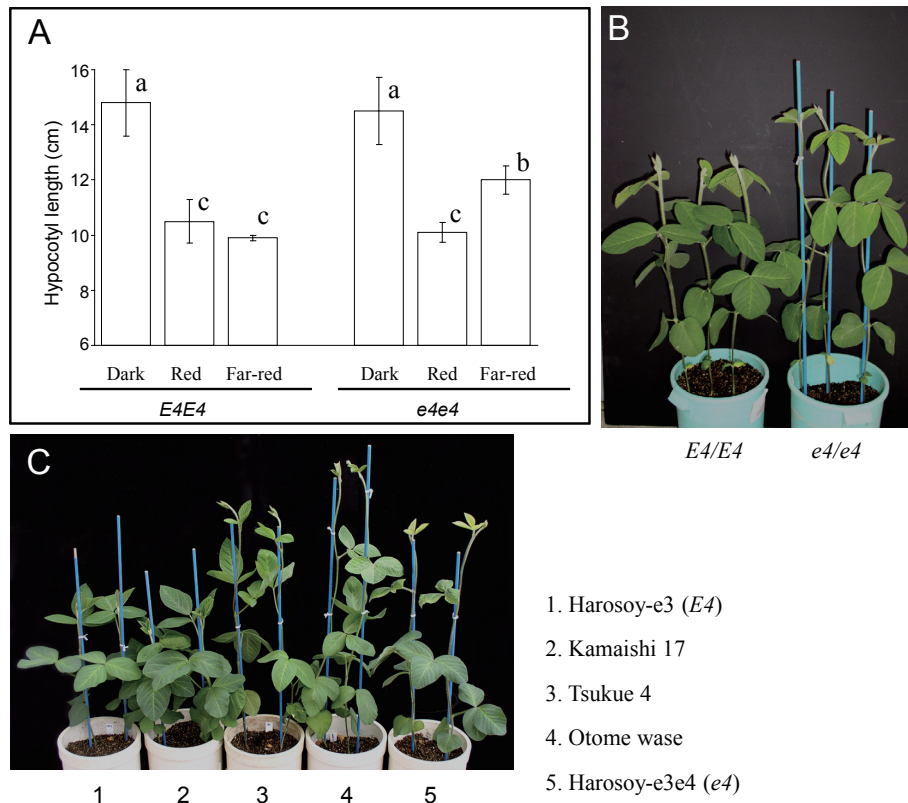 A
Hypocotyl length (cm)
16
14
12
10
8
6
a
c
c
a
c
b
Dark Red Far-red Dark Red Far-red
E4E4 e4e4
B
E4/E4 e4/e4
C
1 2 3 4 5
1. Harosoy-e3 (E4)
2. Kamaishi 17
3. Tsukue 4
4. Otome wase
5. Harosoy-e3e4 (e4)